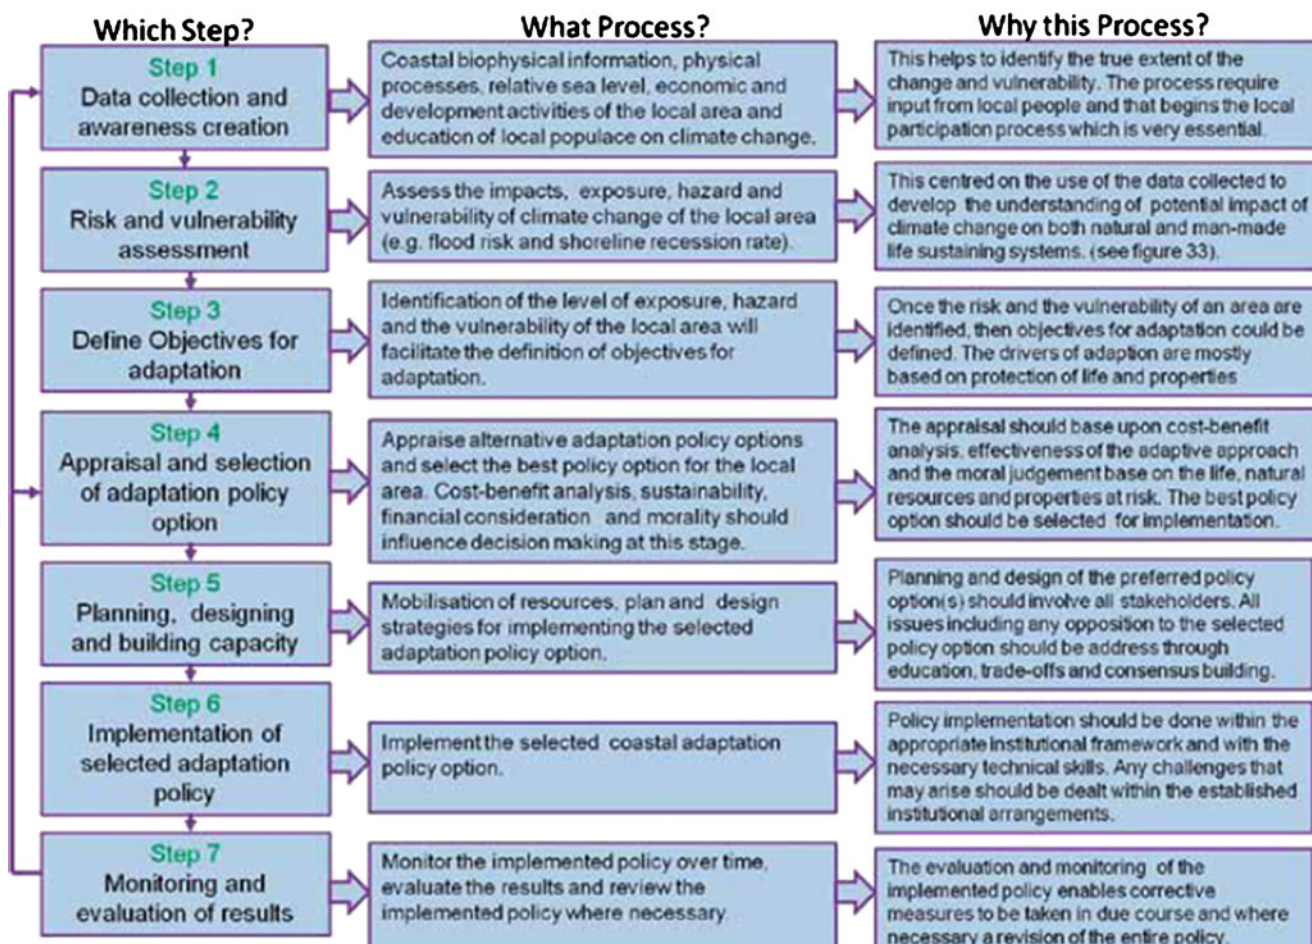 Which Step?
What Process?
Why this Process?
Step 1
Data collection and
awareness creation
Coastal biophysical information, physical
processes, relative sea level, economic and
development activities of the local area and
education of local populace on climate change.
This helps to identify the true extent of the
change and vulnerability. The process require
input from local people and that begins the local
participation process which is very essential.
Step 2
Risk and vulnerability
assessment
Assess the impacts, exposure, hazard and
vulnerability of climate change of the local area
(e.g. flood risk and shoreline recession rate).
This centred on the use of the data collected to
develop the understanding of potential impact of
climate change on both natural and man-made
life sustaining systems. (see figure 33).
Step 3
Define Objectives for
adaptation
Identification of the level of exposure, hazard
and the vulnerability of the local area will
facilitate the definition of objectives for
adaptation.
Once the risk and the vulnerability of an area are
identified, then objectives for adaptation could be
defined. The drivers of adaption are mostly
based on protection of life and properties
Step 4
Appraisal and selection
of adaptation policy
option
Appraise alternative adaptation policy options
and select the best policy option for the local
area. Cost-benefit analysis, sustainability,
financial consideration and morality should
influence decision making at this stage.
The appraisal should base upon cost-benefit
analysis, effectiveness of the adaptive approach
and the moral judgement base on the life, natural
resources and properties at risk. The best policy
option should be selected for implementation.
Step 5
Planning, designing
and building capacity
Mobilisation of resources, plan and design
strategies for implementing the selected
adaptation policy option.
Planning and design of the preferred policy
option(s) should involve all stakeholders. All
issues including any opposition to the selected
policy option should be address through
education, trade-offs and consensus building.
Step 6
Implementation of
selected adaptation
policy
Implement the selected coastal adaptation
policy option.
Policy implementation should be done within the
appropriate institutional framework and with the
necessary technical skills. Any challenges that
may arise should be dealt within the established
institutional arrangements.
Step 7
Monitoring and
evaluation of results
Monitor the implemented policy over time,
evaluate the results and review the
implemented policy where necessary.
The evaluation and monitoring of the
implemented policy enables corrective
measures to be taken in due course and where
necessary a revision of the entire policy.